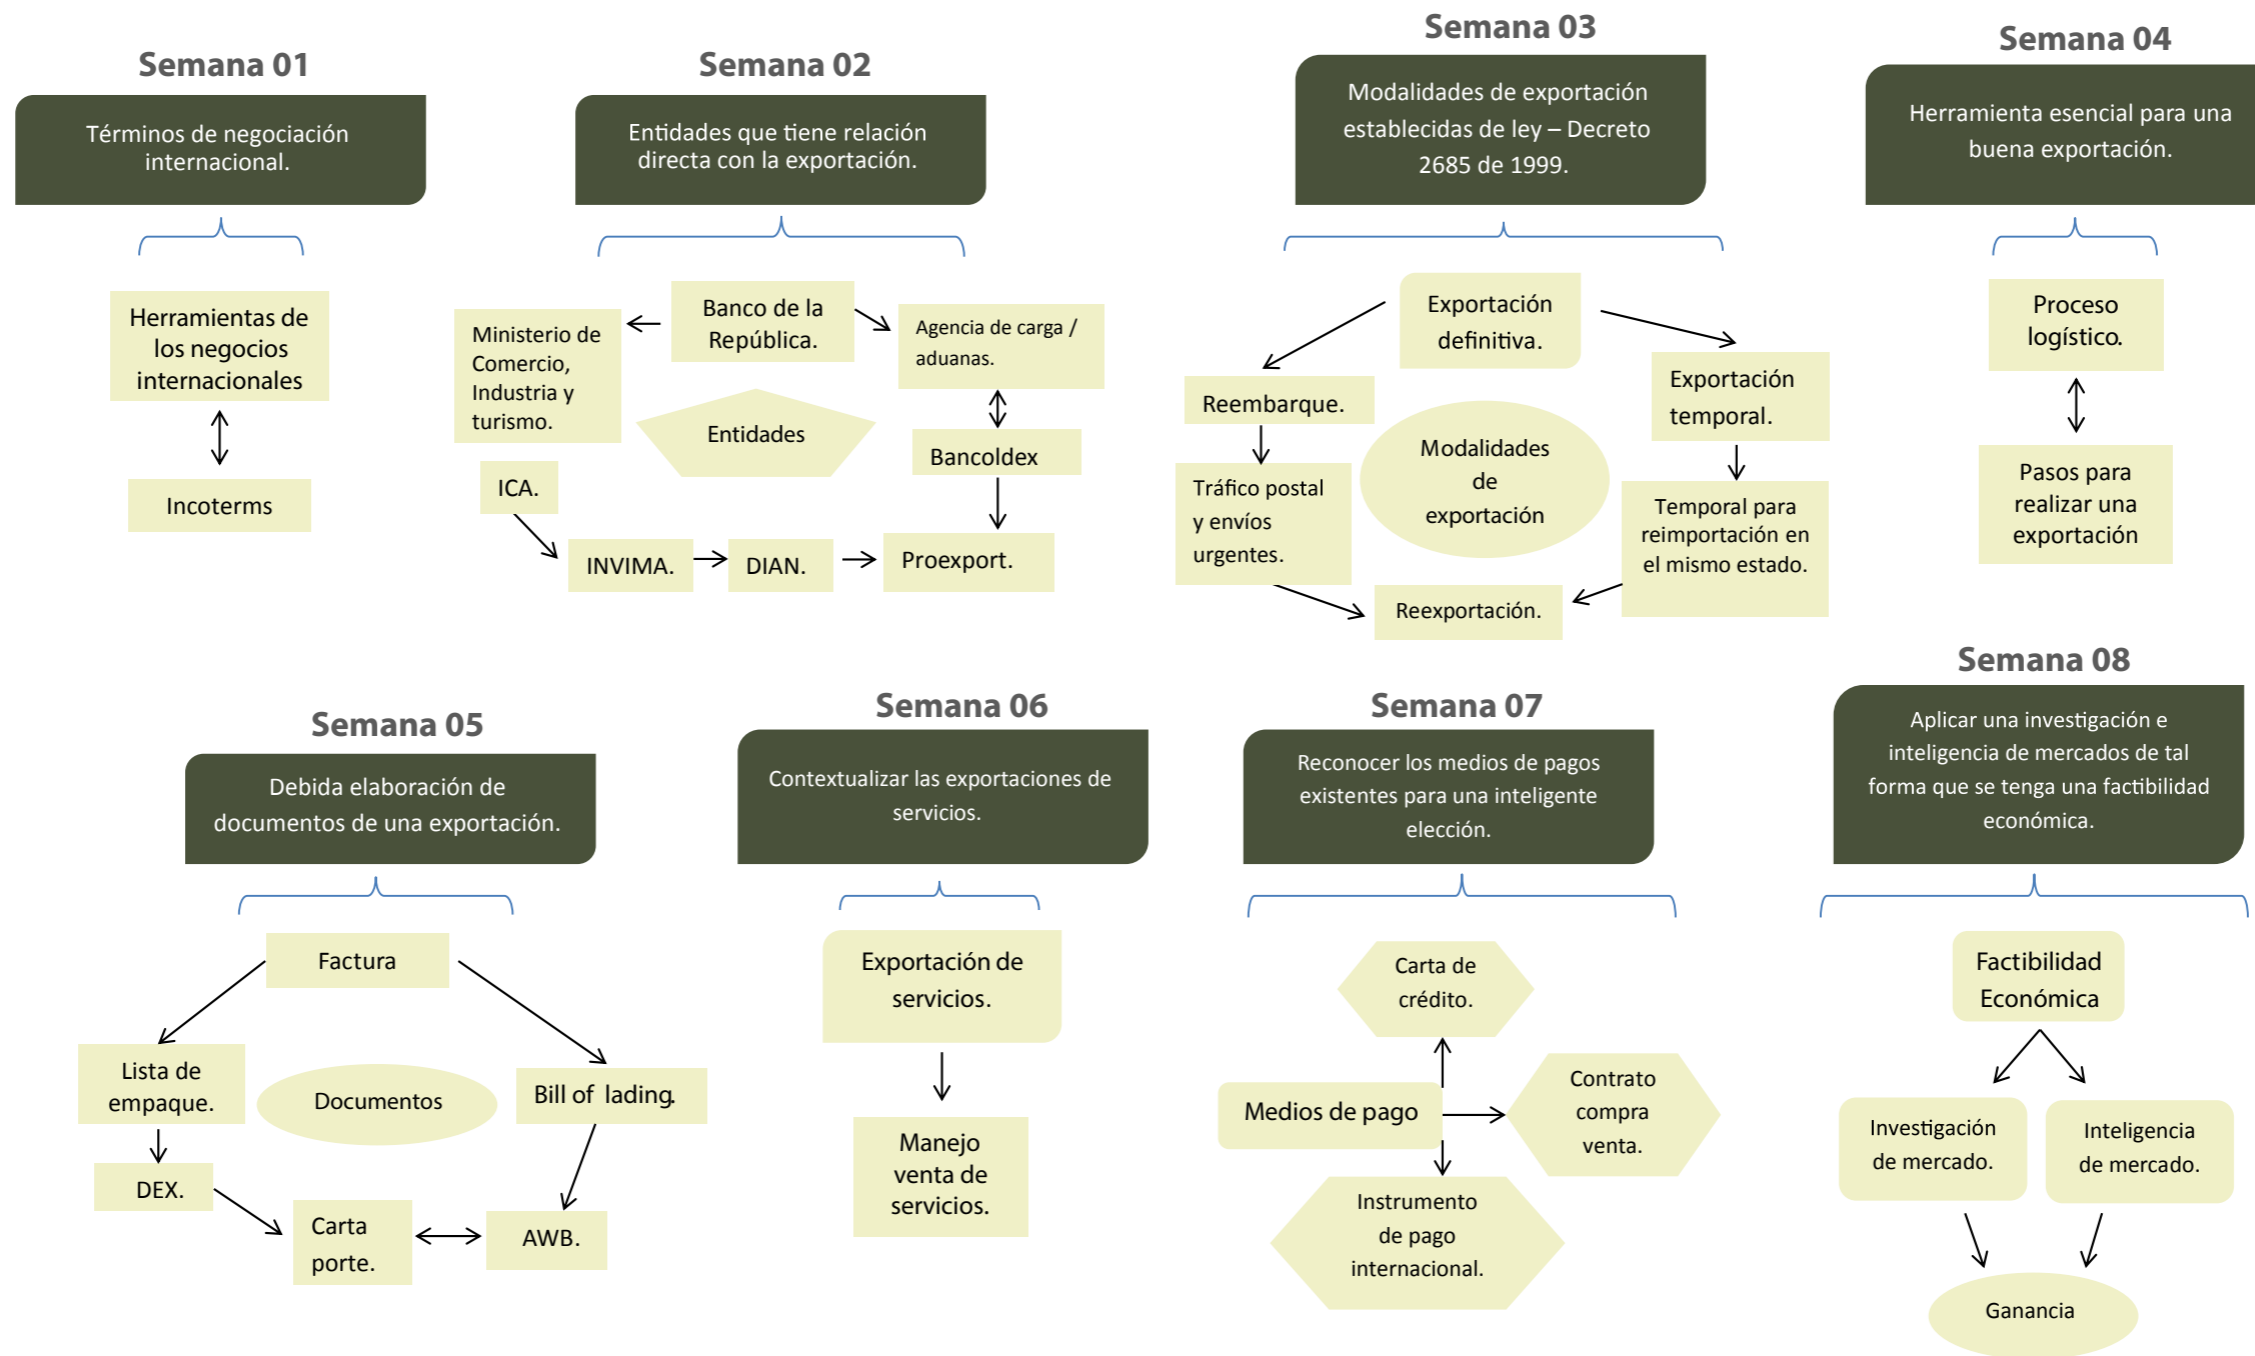 Semana 01
Términos de negociación
internacional.
Herramientas de
los negocios
internacionales
Incoterms
Semana 02
Entidades que tiene relación
directa con la exportación.
Banco de la
República.
Ministerio de
Comercio,
Industria y
turismo.
Agencia de carga /
aduanas.
Entidades
Bancoldex
ICA.
INVIMA.
DIAN.
Proexport.
Semana 03
Modalidades de exportación
establecidas de ley – Decreto
2685 de 1999.
Exportación
definitiva.
Reembarque.
Exportación
temporal.
Modalidades
de
exportación
Tráfico postal
y envíos
urgentes.
Temporal para
reimportación en
el mismo estado.
Reexportación.
Semana 04
Herramienta esencial para una
buena exportación.
Proceso
logístico.
Pasos para
realizar una
exportación
Semana 05
Debida elaboración de
documentos de una exportación.
Factura
Lista de
empaque.
Documentos
Bill of lading.
DEX.
Carta
porte.
AWB.
Semana 06
Contextualizar las exportaciones de
servicios.
Exportación de
servicios.
Manejo
venta de
servicios.
Semana 07
Reconocer los medios de pagos
existentes para una inteligente
elección.
Carta de
crédito.
Medios de pago
Contrato
compra
venta.
Instrumento
de pago
internacional.
Semana 08
Aplicar una investigación e
inteligencia de mercados de tal
forma que se tenga una factibilidad
económica.
Factibilidad
Económica
Investigación
de mercado.
Inteligencia
de mercado.
Ganancia